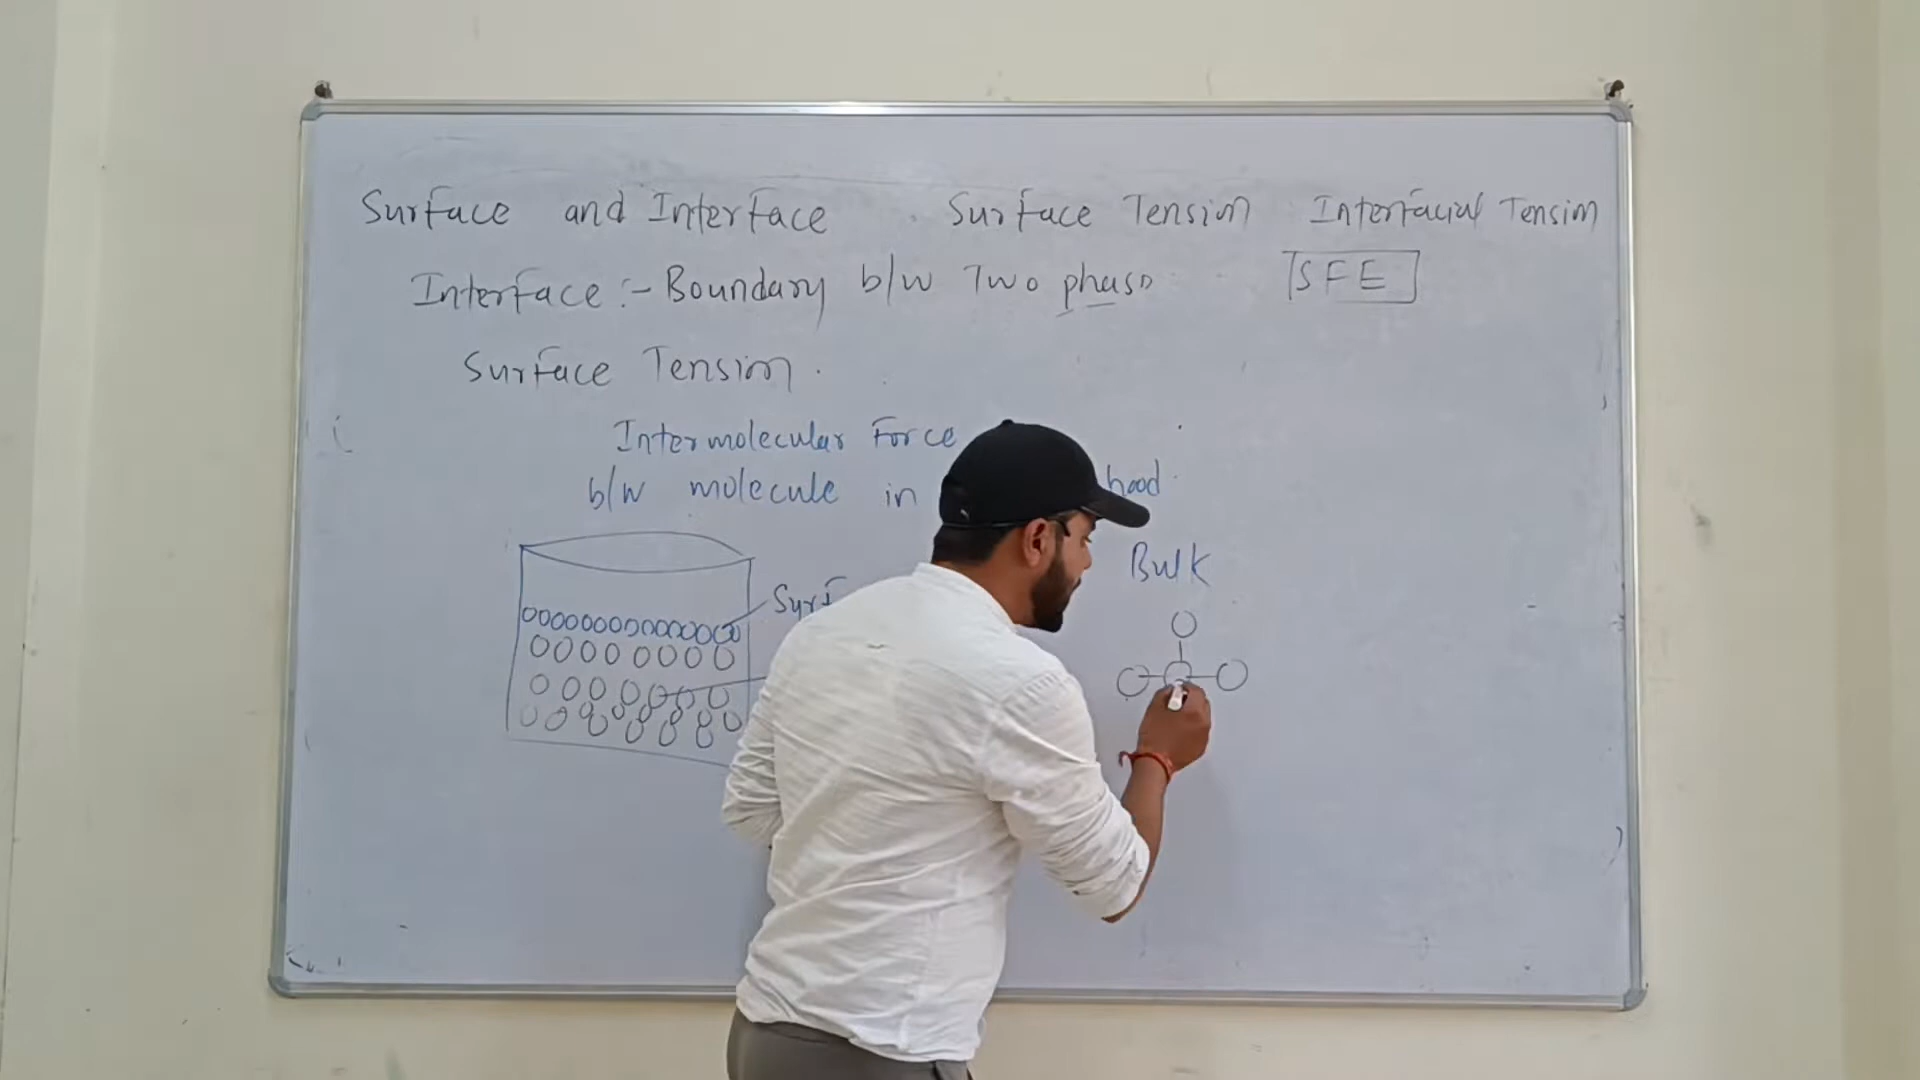 Surface and Interface Surface Tension Interfacial Tension
Interface :- Boundary b/w Two phase SFE
Surface Tension.
Intermolecular Force
b/w molecule in hood.
Bulk
Surf